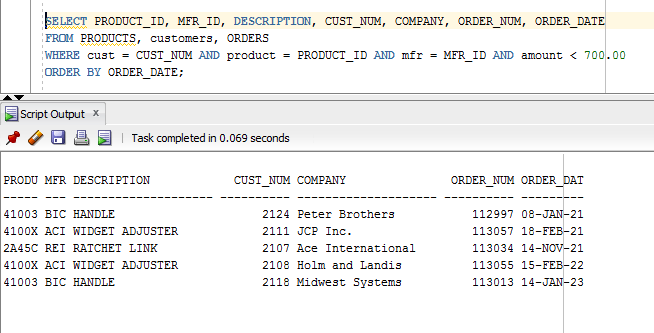 SELECT PRODUCT_ID, MFR_ID, DESCRIPTION, CUST_NUM, COMPANY, ORDER_NUM, ORDER_DATE
FROM PRODUCTS, customers, ORDERS
WHERE cust = CUST_NUM AND product = PRODUCT_ID AND mfr = MFR_ID AND amount < 700.00
ORDER BY ORDER_DATE;
Script Output x
Task completed in 0.069 seconds
PRODU MFR DESCRIPTION CUST_NUM COMPANY ORDER_NUM ORDER_DAT
----- --- -------------------- ---------- -------------------- ---------- ---------
41003 BIC HANDLE 2124 Peter Brothers 112997 08-JAN-21
4100X ACI WIDGET ADJUSTER 2111 JCP Inc. 113057 18-FEB-21
2A45C REI RATCHET LINK 2107 Ace International 113034 14-NOV-21
4100X ACI WIDGET ADJUSTER 2108 Holm and Landis 113055 15-FEB-22
41003 BIC HANDLE 2118 Midwest Systems 113013 14-JAN-23